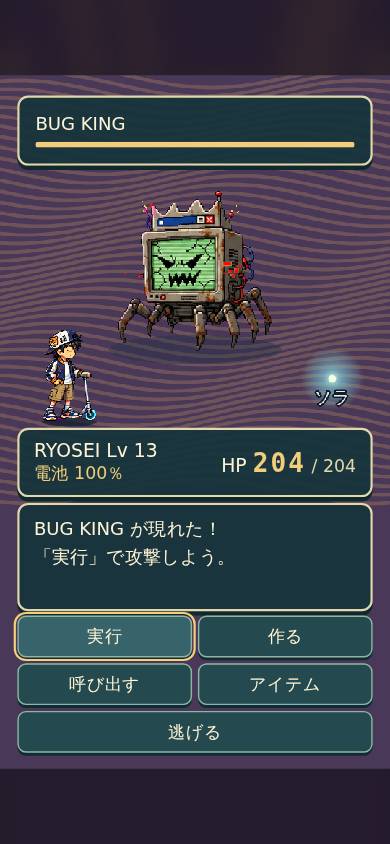 BUG KING
ソラ
RYOSEI Lv 13
電池 100%
HP 204 / 204
BUG KING が現れた!
「実行」で攻撃しよう。
実行
作る
呼び出す
アイテム
逃げる